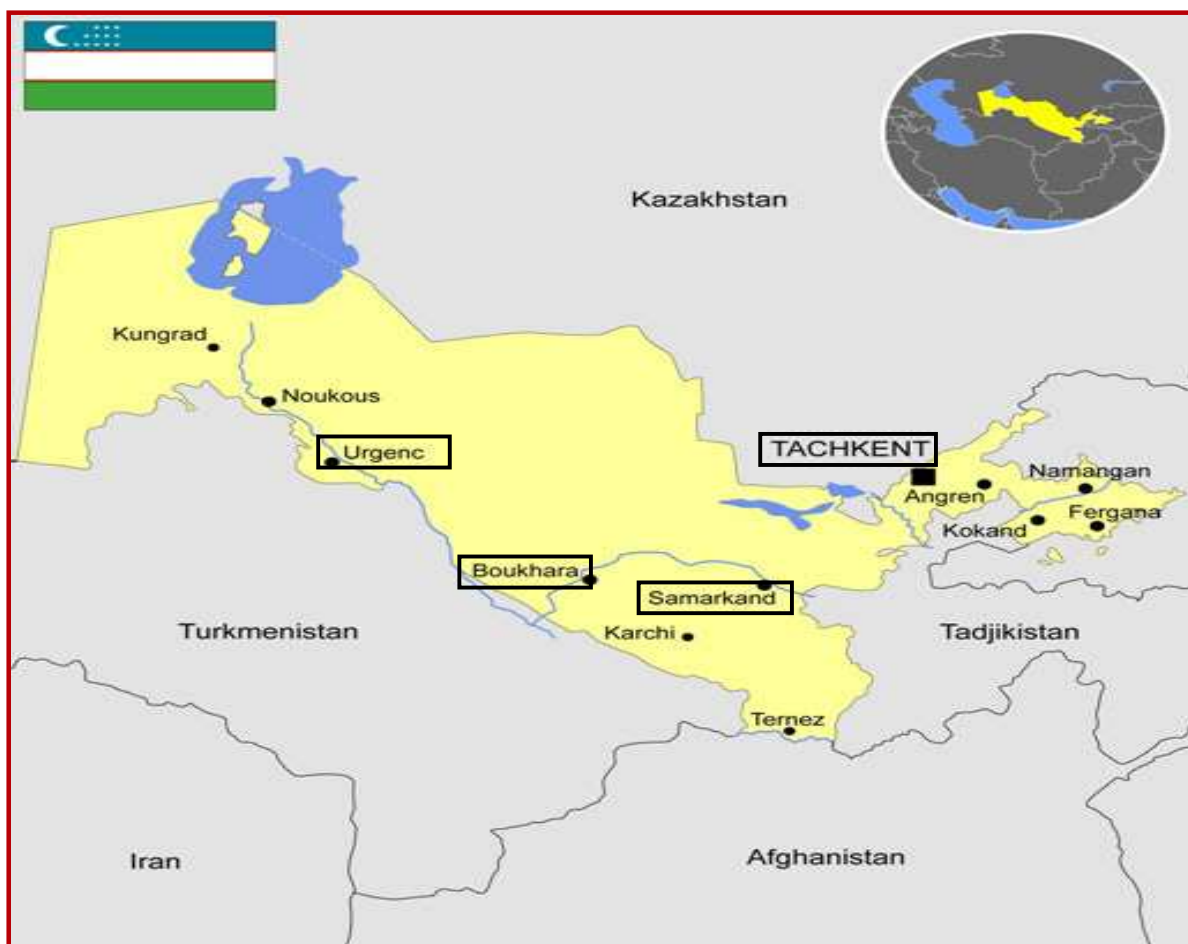 Kazakhstan
Kungrad
Noukous
Urgenc
TACHKENT
Namangan
Angren
Fergana
Kokand
Boukhara
Samarkand
Turkmenistan
Karchi
Tadjikistan
Ternez
Iran
Afghanistan